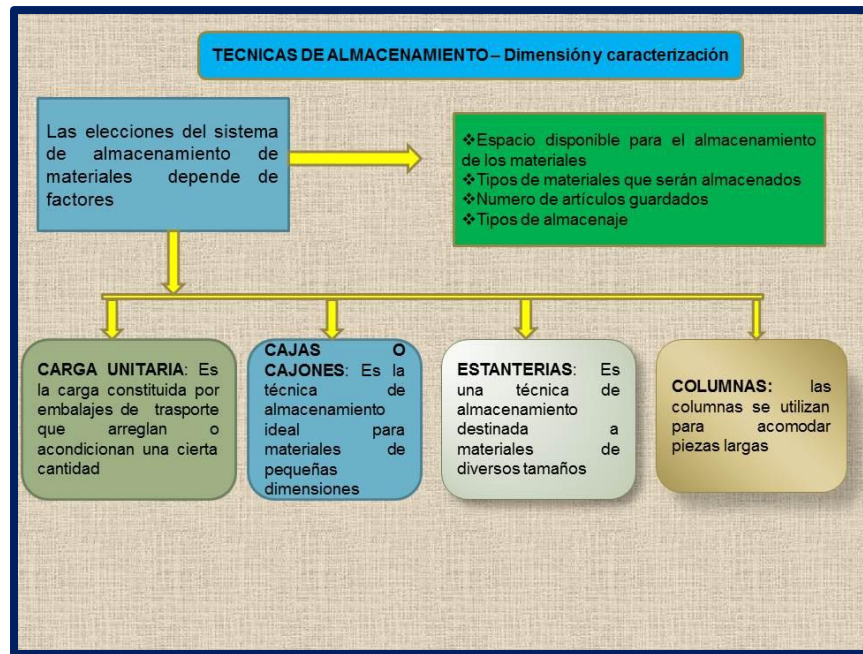 TECNICAS DE ALMACENAMIENTO – Dimensión y caracterización
Las elecciones del sistema
de almacenamiento de
materiales depende de
factores
❖Espacio disponible para el almacenamiento
de los materiales
❖Tipos de materiales que serán almacenados
❖Numero de artículos guardados
❖Tipos de almacenaje
CARGA UNITARIA: Es
la carga constituida por
embalajes de trasporte
que arreglan o
acondicionan una cierta
cantidad
CAJAS O
CAJONES: Es la
técnica de
almacenamiento
ideal para
materiales de
pequeñas
dimensiones
ESTANTERIAS: Es
una técnica de
almacenamiento
destinada a
materiales de
diversos tamaños
COLUMNAS: las
columnas se utilizan
para acomodar
piezas largas